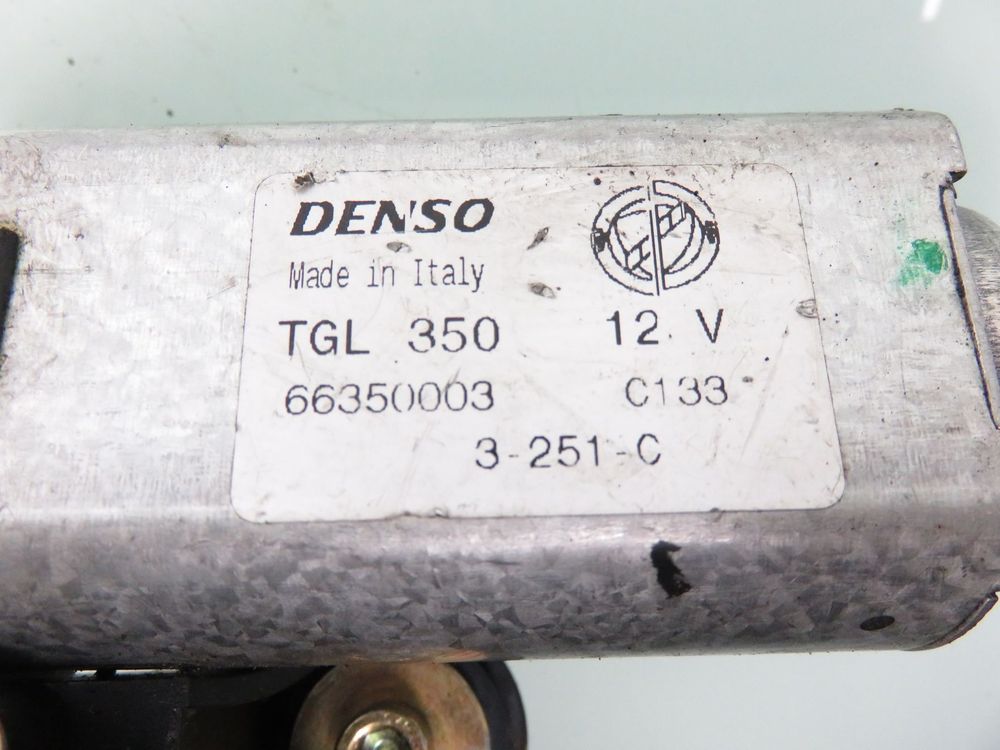 DENSO
Made in Italy
TGL 350 12 V
66350003 C133
3-251-C